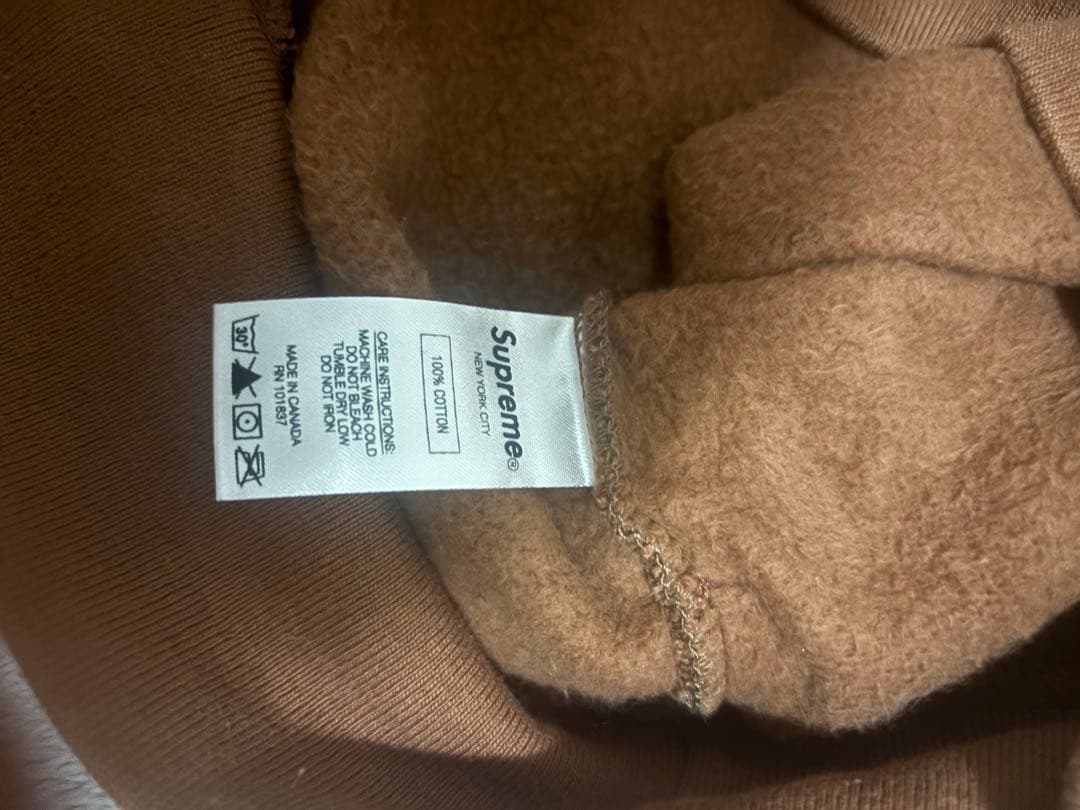 Supreme®
NEW YORK CITY
100% COTTON
CARE INSTRUCTIONS:
MACHINE WASH COLD
DO NOT BLEACH
TUMBLE DRY LOW
DO NOT IRON
MADE IN CANADA
RN 101837
30°